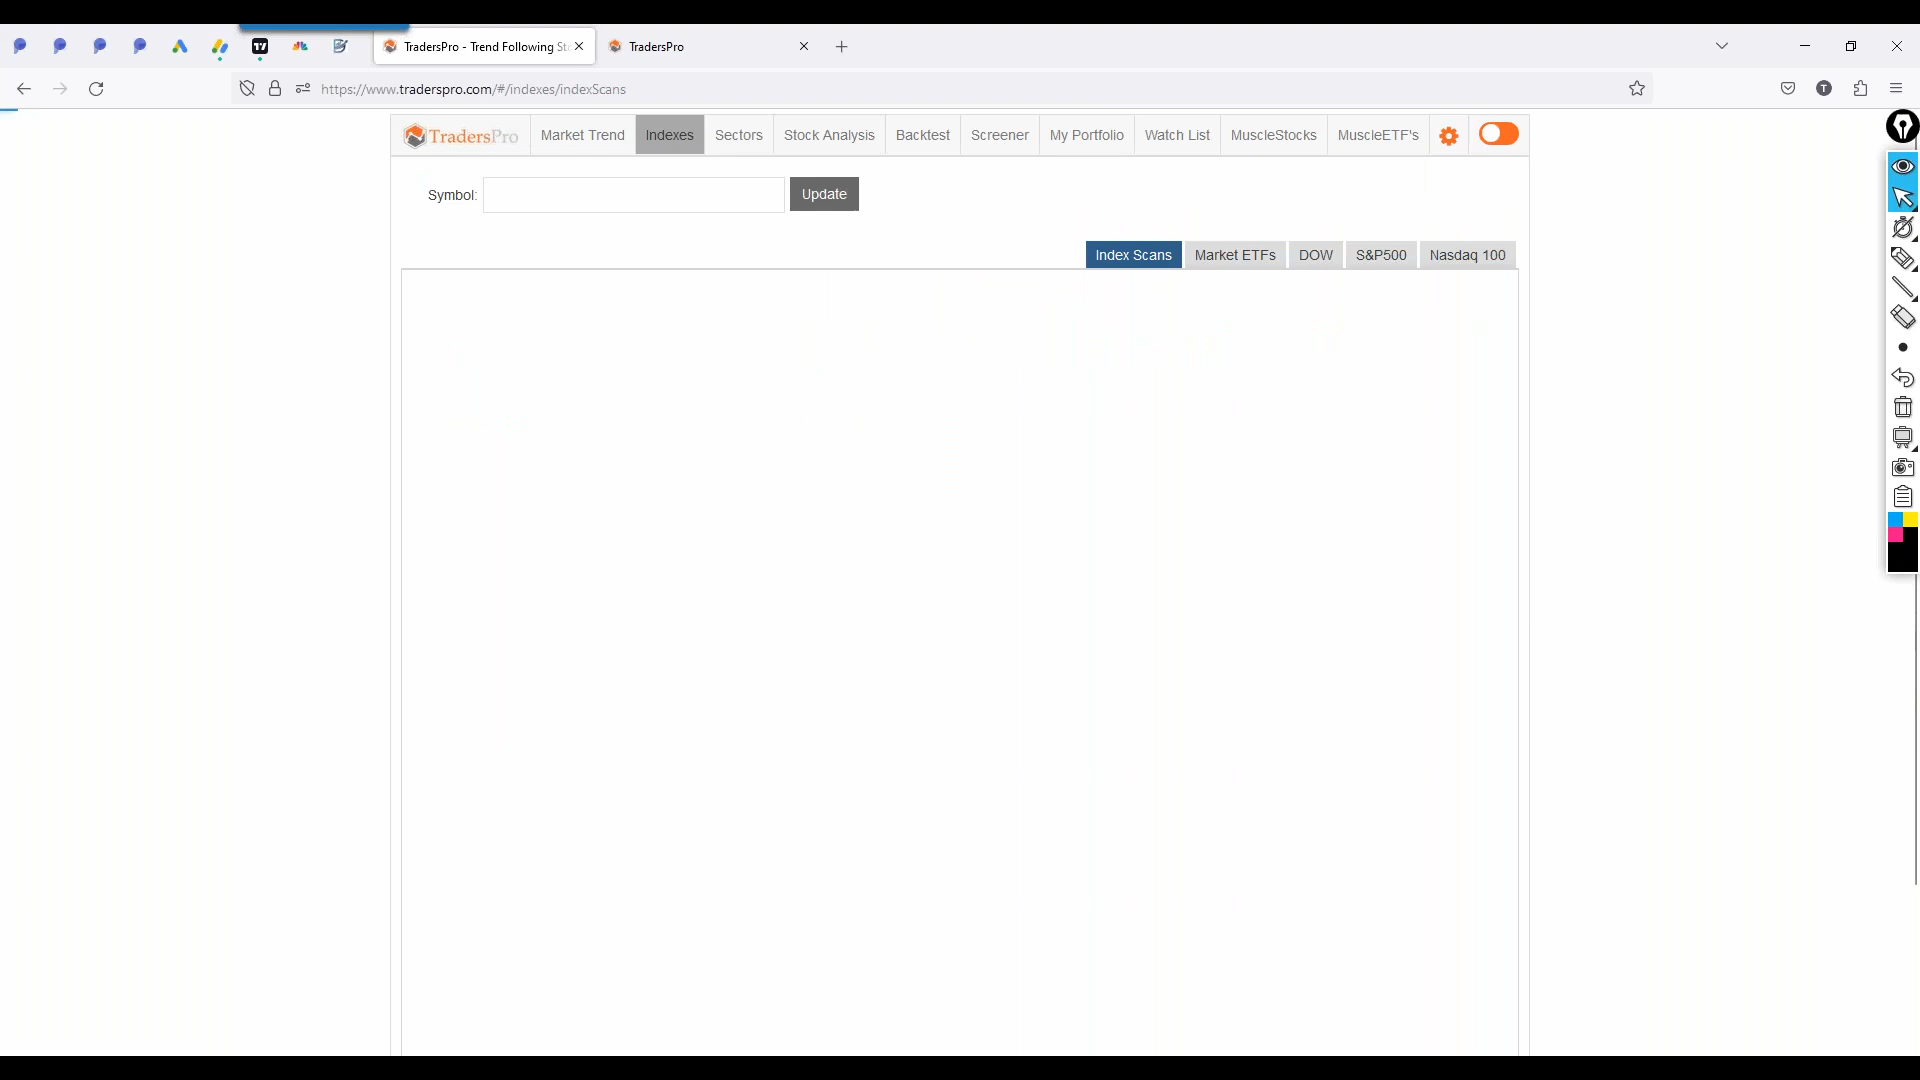 TradersPro - Trend Following St
TradersPro
https://www.traderspro.com/#/indexes/indexScans
TradersPro
Market Trend
Indexes
Sectors
Stock Analysis
Backtest
Screener
My Portfolio
Watch List
MuscleStocks
MuscleETF's
Symbol:
Update
Index Scans
Market ETFs
DOW
S&P500
Nasdaq 100